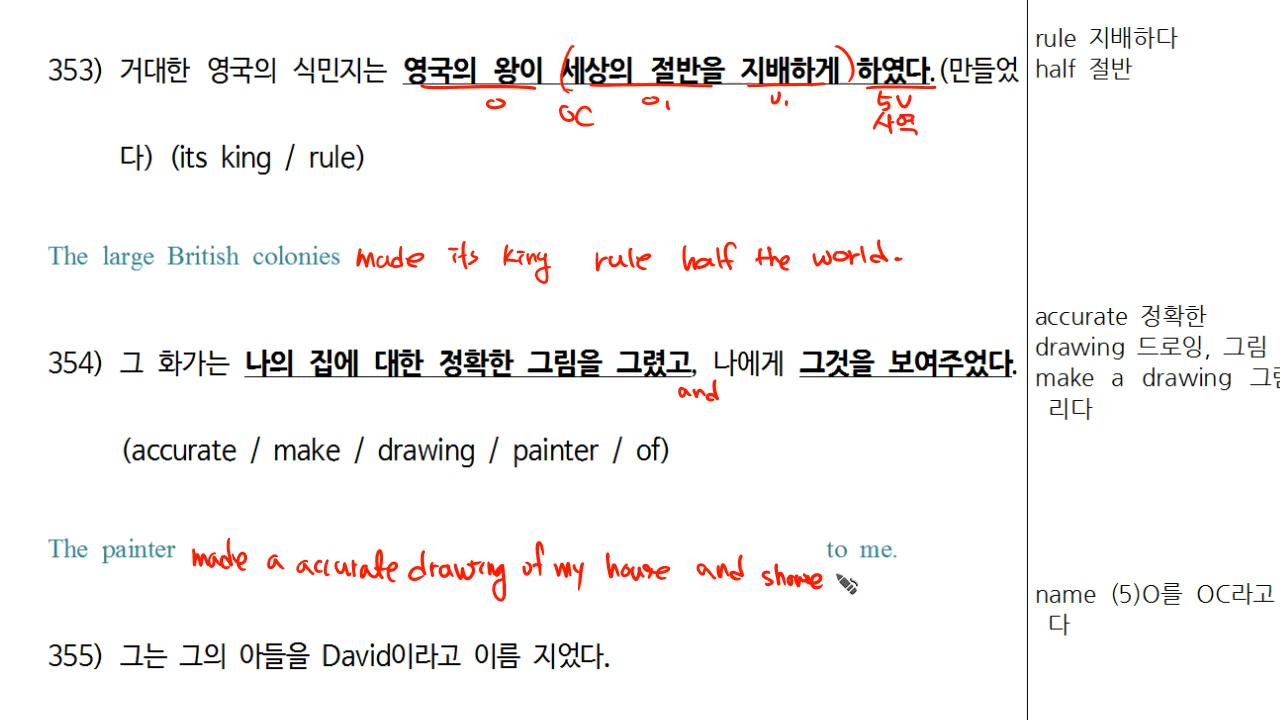 353) 거대한 영국의 식민지는 영국의 왕이 (세상의 절반을 지배하게) 하였다.(만들었
O OC O1 V1 5V
사역
다) (its king / rule)
The large British colonies made its king rule half the world.
354) 그 화가는 나의 집에 대한 정확한 그림을 그렸고, 나에게 그것을 보여주었다.
and
(accurate / make / drawing / painter / of)
The painter made a accurate drawing of my house and showe to me.
355) 그는 그의 아들을 David이라고 이름 지었다.
rule 지배하다
half 절반
accurate 정확한
drawing 드로잉, 그림
make a drawing 그림
리다
name (5)O를 OC라고
다